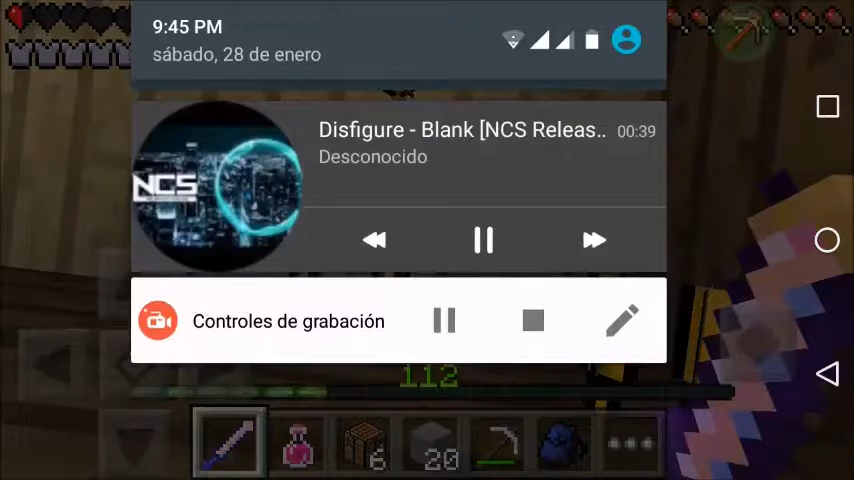 9:45 PM
sábado, 28 de enero
Disfigure - Blank [NCS Releas..
00:39
Desconocido
NCS
Controles de grabación
112
6
20